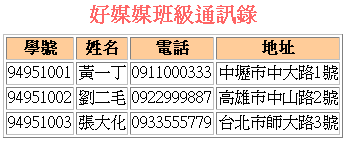 好媒媒班級通訊錄
學號 姓名 電話 地址
94951001 黃一丁 0911000333 中壢市中大路1號
94951002 劉二毛 0922999887 高雄市中山路2號
94951003 張大化 0933555779 台北市師大路3號